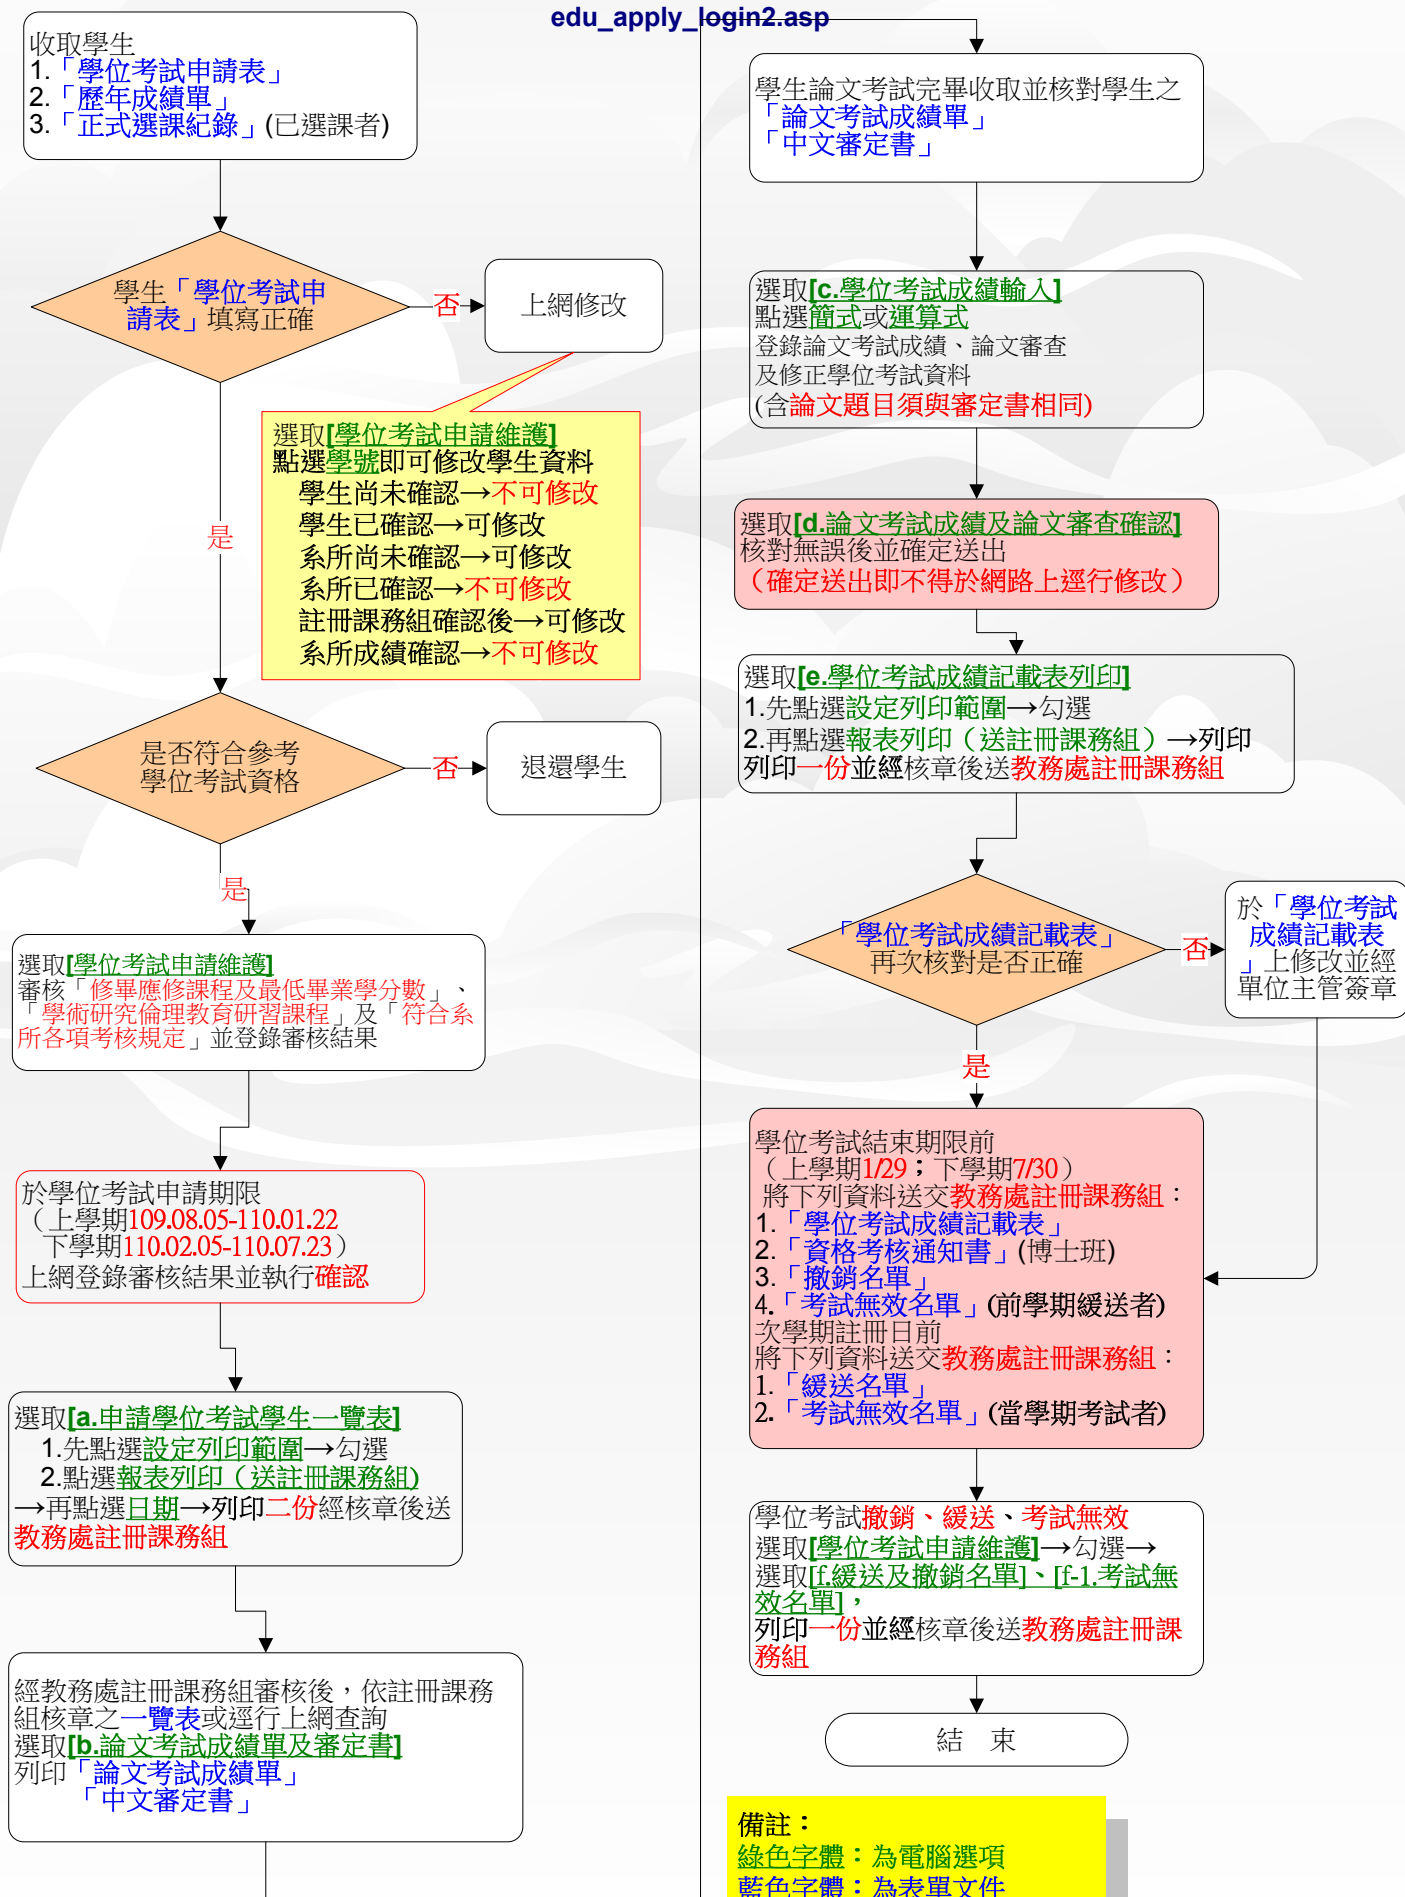 edu_apply_login2.asp
收取學生
1.「學位考試申請表」
2.「歷年成績單」
3.「正式選課紀錄」(已選課者)
學生「學位考試申
請表」填寫正確
否
上網修改
選取[學位考試申請維護]
點選學號即可修改學生資料
學生尚未確認→不可修改
學生已確認→可修改
系所尚未確認→可修改
系所已確認→不可修改
註冊課務組確認後→可修改
系所成績確認→不可修改
是
是否符合參考
學位考試資格
否
退還學生
是
選取[學位考試申請維護]
審核「修畢應修課程及最低畢業學分數」、
「學術研究倫理教育研習課程」及「符合系
所各項考核規定」並登錄審核結果
於學位考試申請期限
（上學期109.08.05-110.01.22
下學期110.02.05-110.07.23）
上網登錄審核結果並執行確認
選取[a.申請學位考試學生一覽表]
1.先點選設定列印範圍→勾選
2.點選報表列印（送註冊課務組)
→再點選日期→列印二份經核章後送
教務處註冊課務組
經教務處註冊課務組審核後，依註冊課務
組核章之一覽表或逕行上網查詢
選取[b.論文考試成績單及審定書]
列印「論文考試成績單」
「中文審定書」
學生論文考試完畢收取並核對學生之
「論文考試成績單」
「中文審定書」
選取[c.學位考試成績輸入]
點選簡式或運算式
登錄論文考試成績、論文審查
及修正學位考試資料
(含論文題目須與審定書相同)
選取[d.論文考試成績及論文審查確認]
核對無誤後並確定送出
（確定送出即不得於網路上逕行修改）
選取[e.學位考試成績記載表列印]
1.先點選設定列印範圍→勾選
2.再點選報表列印（送註冊課務組）→列印
列印一份並經核章後送教務處註冊課務組
「學位考試成績記載表」
再次核對是否正確
否
於「學位考試
成績記載表
」上修改並經
單位主管簽章
是
學位考試結束期限前
（上學期1/29；下學期7/30）
將下列資料送交教務處註冊課務組：
1.「學位考試成績記載表」
2.「資格考核通知書」(博士班)
3.「撤銷名單」
4.「考試無效名單」(前學期緩送者)
次學期註冊日前
將下列資料送交教務處註冊課務組：
1.「緩送名單」
2.「考試無效名單」(當學期考試者)
學位考試撤銷、緩送、考試無效
選取[學位考試申請維護]→勾選→
選取[f.緩送及撤銷名單]、[f-1.考試無
效名單]，
列印一份並經核章後送教務處註冊課
務組
結　束
備註：
綠色字體：為電腦選項
藍色字體：為表單文件